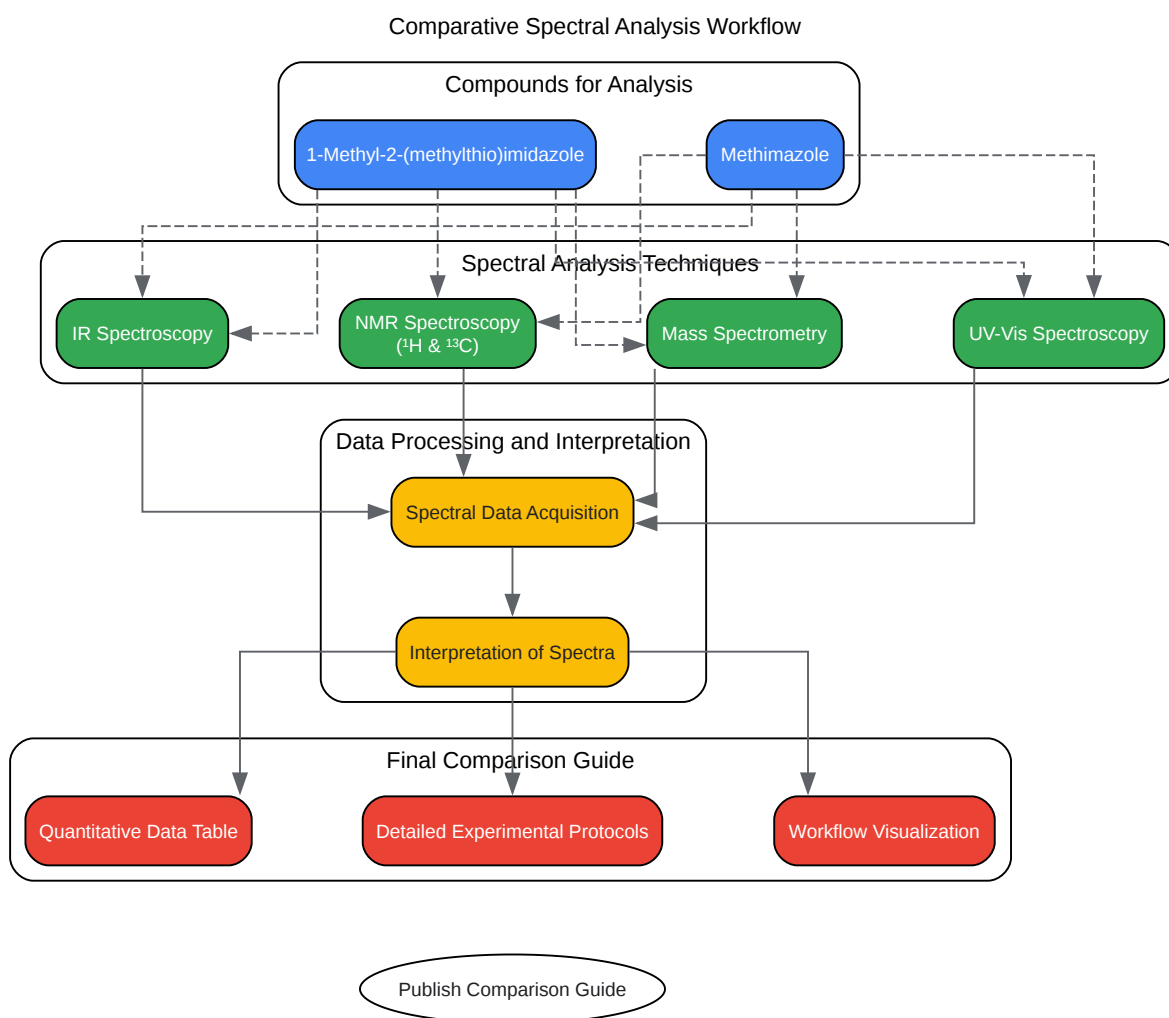 Comparative Spectral Analysis Workflow
Compounds for Analysis
1-Methyl-2-(methylthio)imidazole
Methimazole
Spectral Analysis Techniques
IR Spectroscopy
NMR Spectroscopy
(¹H & ¹³C)
Mass Spectrometry
UV-Vis Spectroscopy
Data Processing and Interpretation
Spectral Data Acquisition
Interpretation of Spectra
Final Comparison Guide
Quantitative Data Table
Detailed Experimental Protocols
Workflow Visualization
Publish Comparison Guide